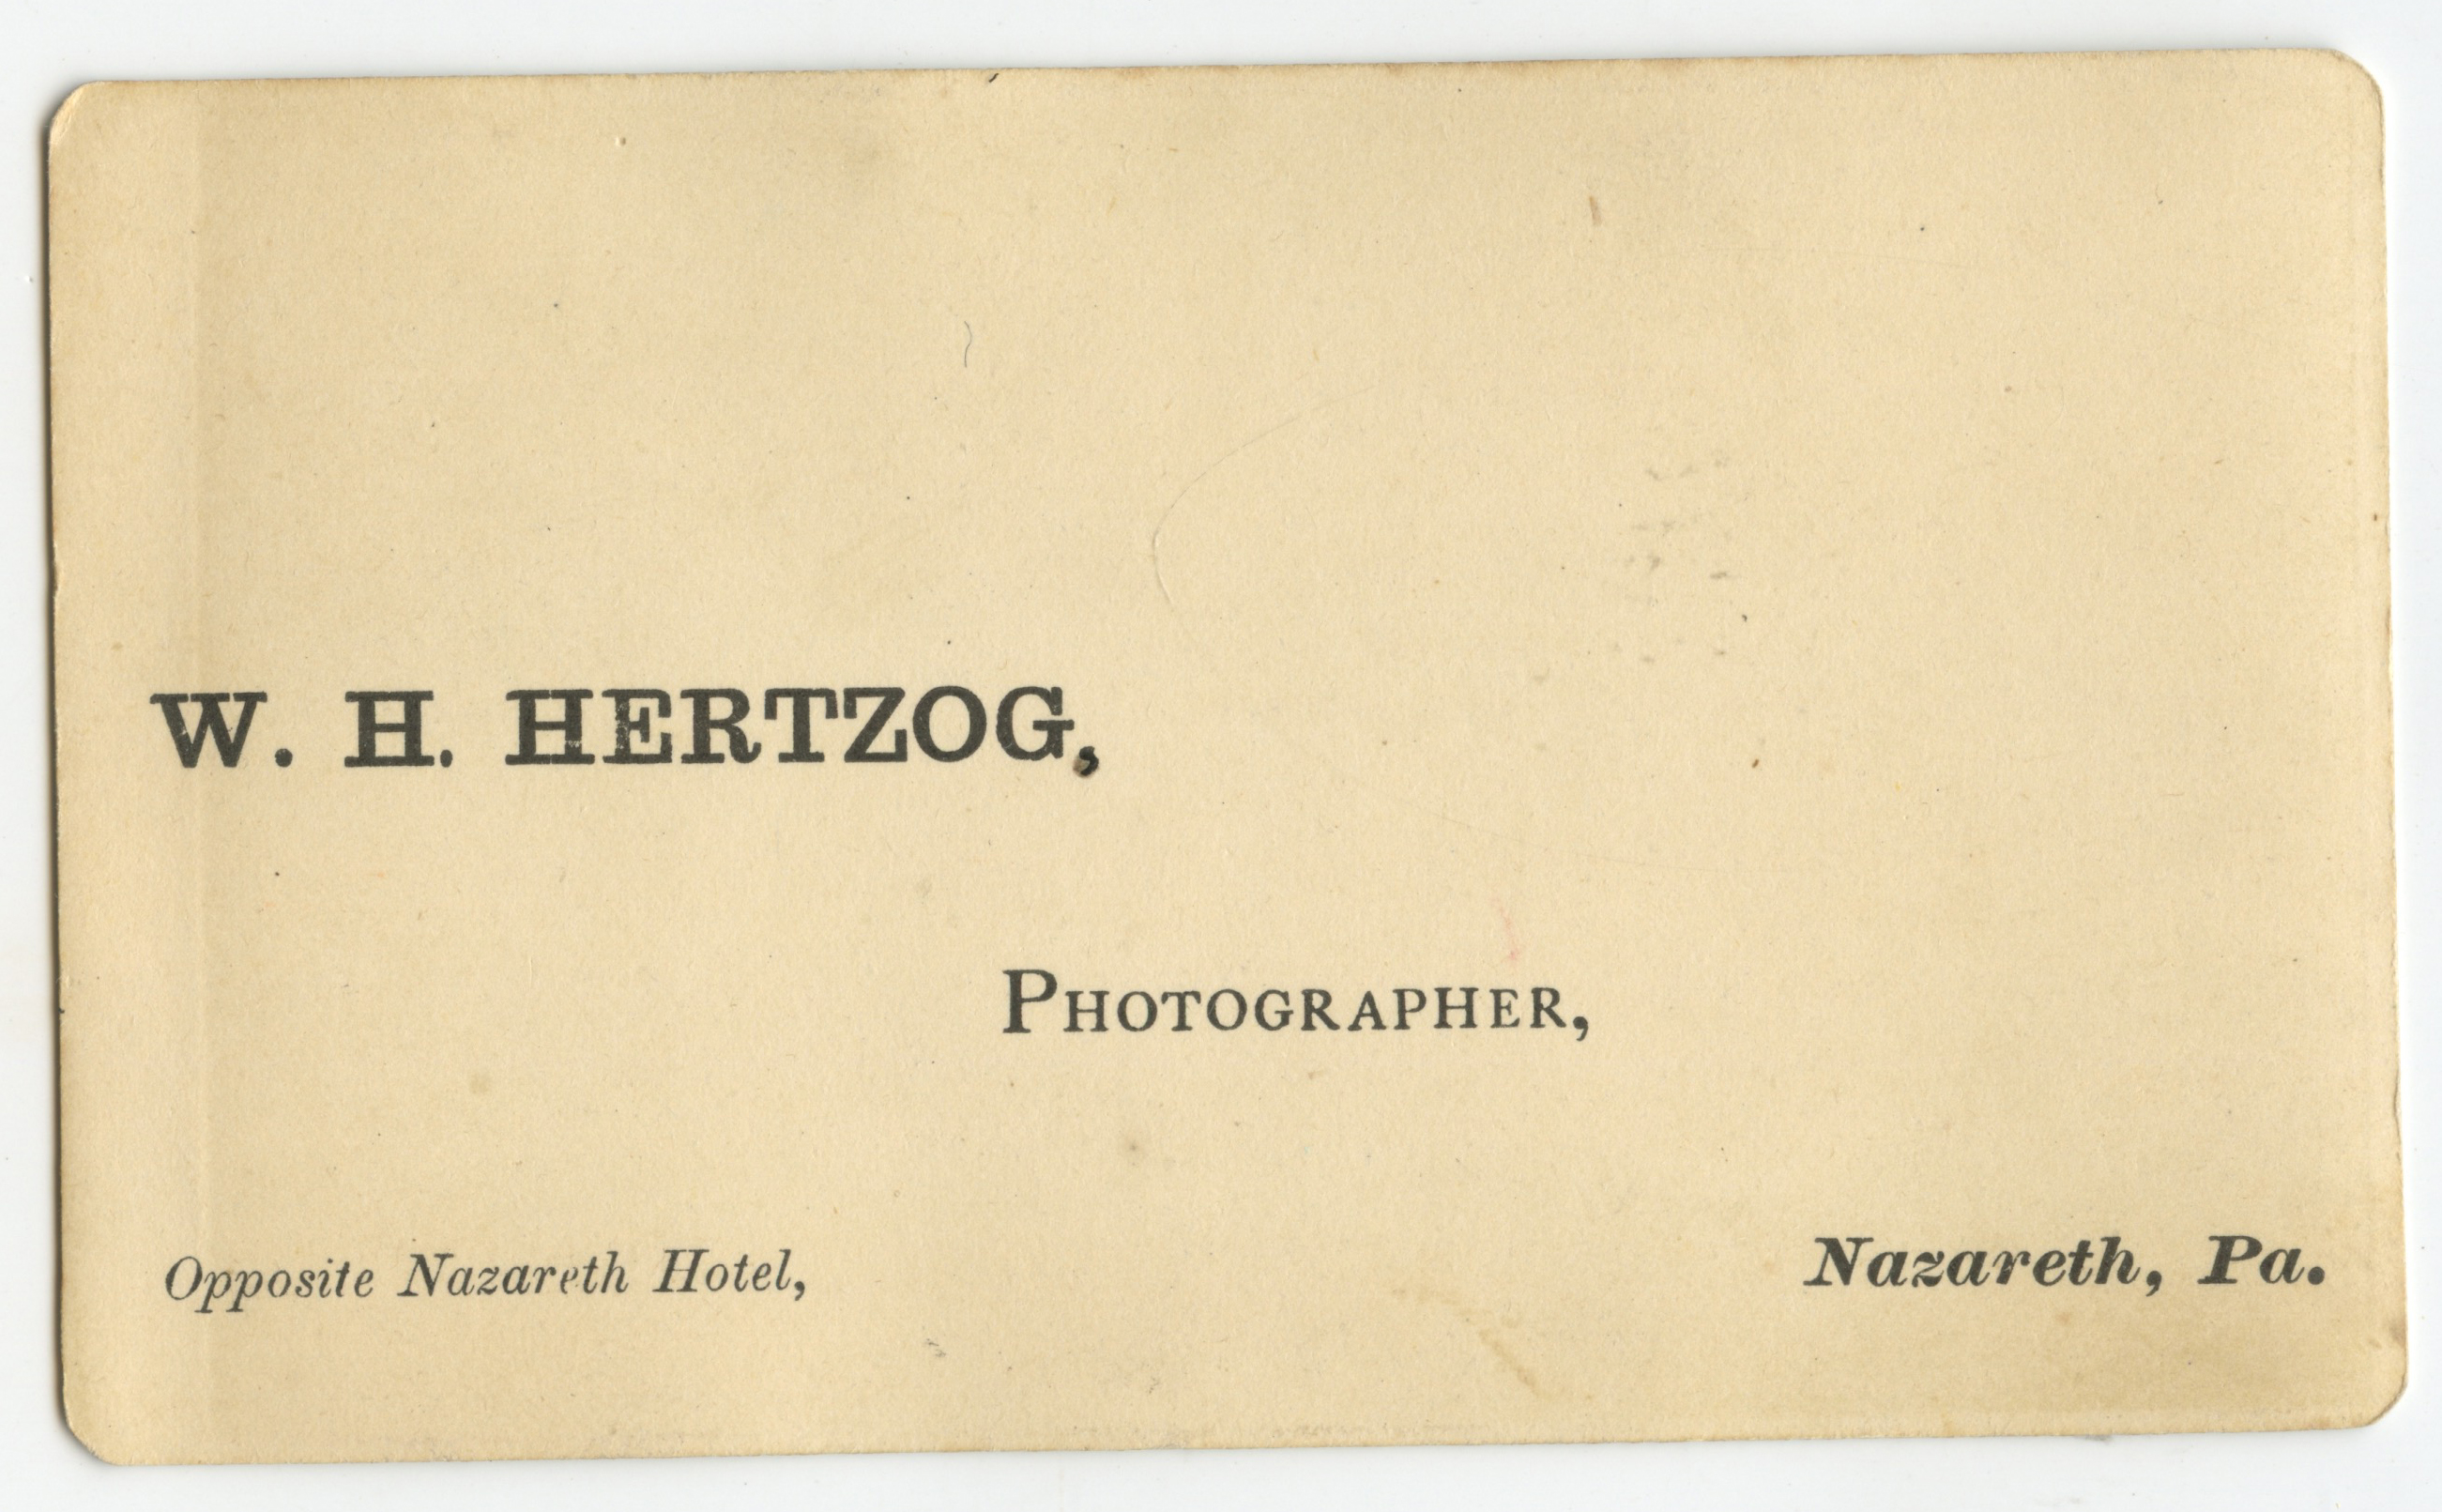 W. H. HERTZOG,
PHOTOGRAPHER,
Opposite Nazareth Hotel,
Nazareth, Pa.